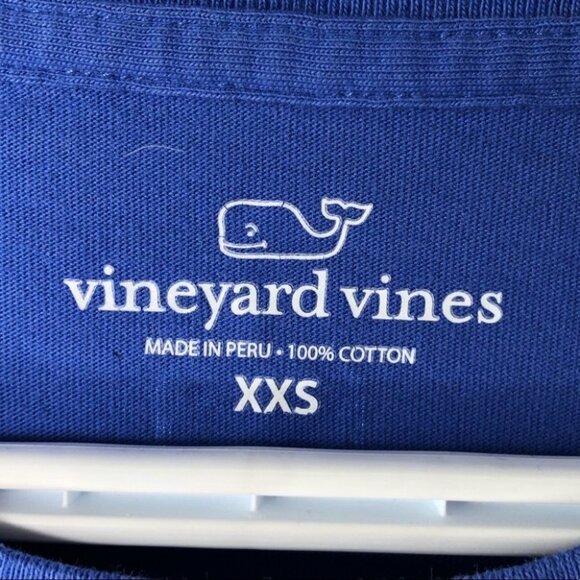 vineyard vines
MADE IN PERU • 100% COTTON
XXS